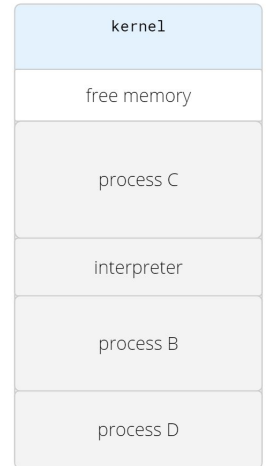 kernel
free memory
process C
interpreter
process B
process D